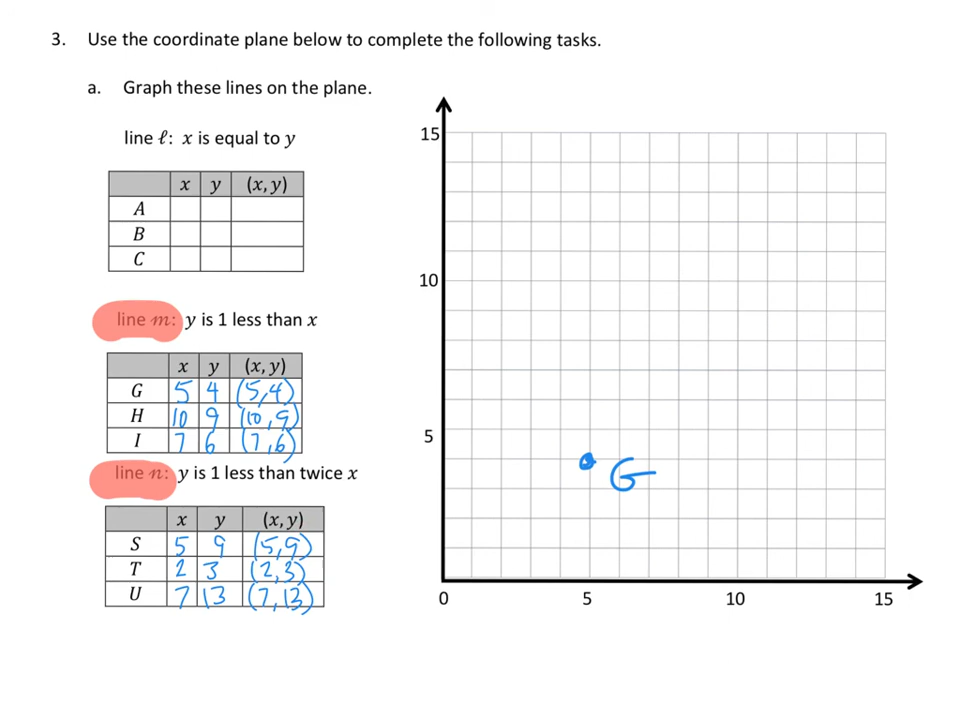 3. Use the coordinate plane below to complete the following tasks.
a. Graph these lines on the plane.
line ℓ: x is equal to y
x y (x, y)
A
B
C
line m: y is 1 less than x
x y (x, y)
G 5 4 (5,4)
H 10 9 (10,9)
I 7 6 (7,6)
line n: y is 1 less than twice x
x y (x, y)
S 5 9 (5,9)
T 2 3 (2,3)
U 7 13 (7,13)
15
10
5
G
0 5 10 15